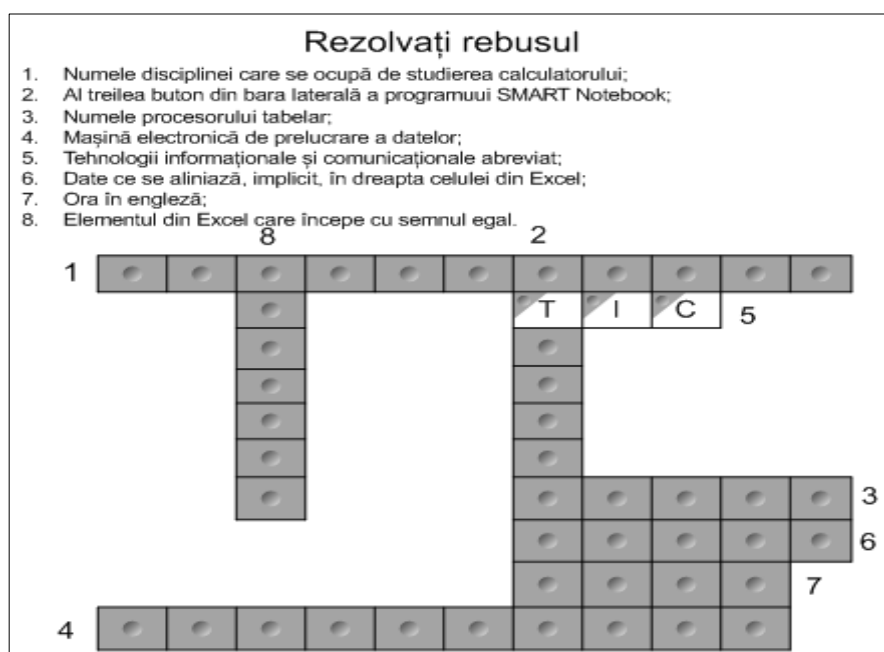 Rezolvați rebusul
1. Numele disciplinei care se ocupă de studierea calculatorului;
2. Al treilea buton din bara laterală a programuui SMART Notebook;
3. Numele procesorului tabelar;
4. Mașină electronică de prelucrare a datelor;
5. Tehnologii informaționale și comunicaționale abreviat;
6. Date ce se aliniază, implicit, în dreapta celulei din Excel;
7. Ora în engleză;
8. Elementul din Excel care începe cu semnul egal.
8 2
1
T I C 5
3
6
7
4